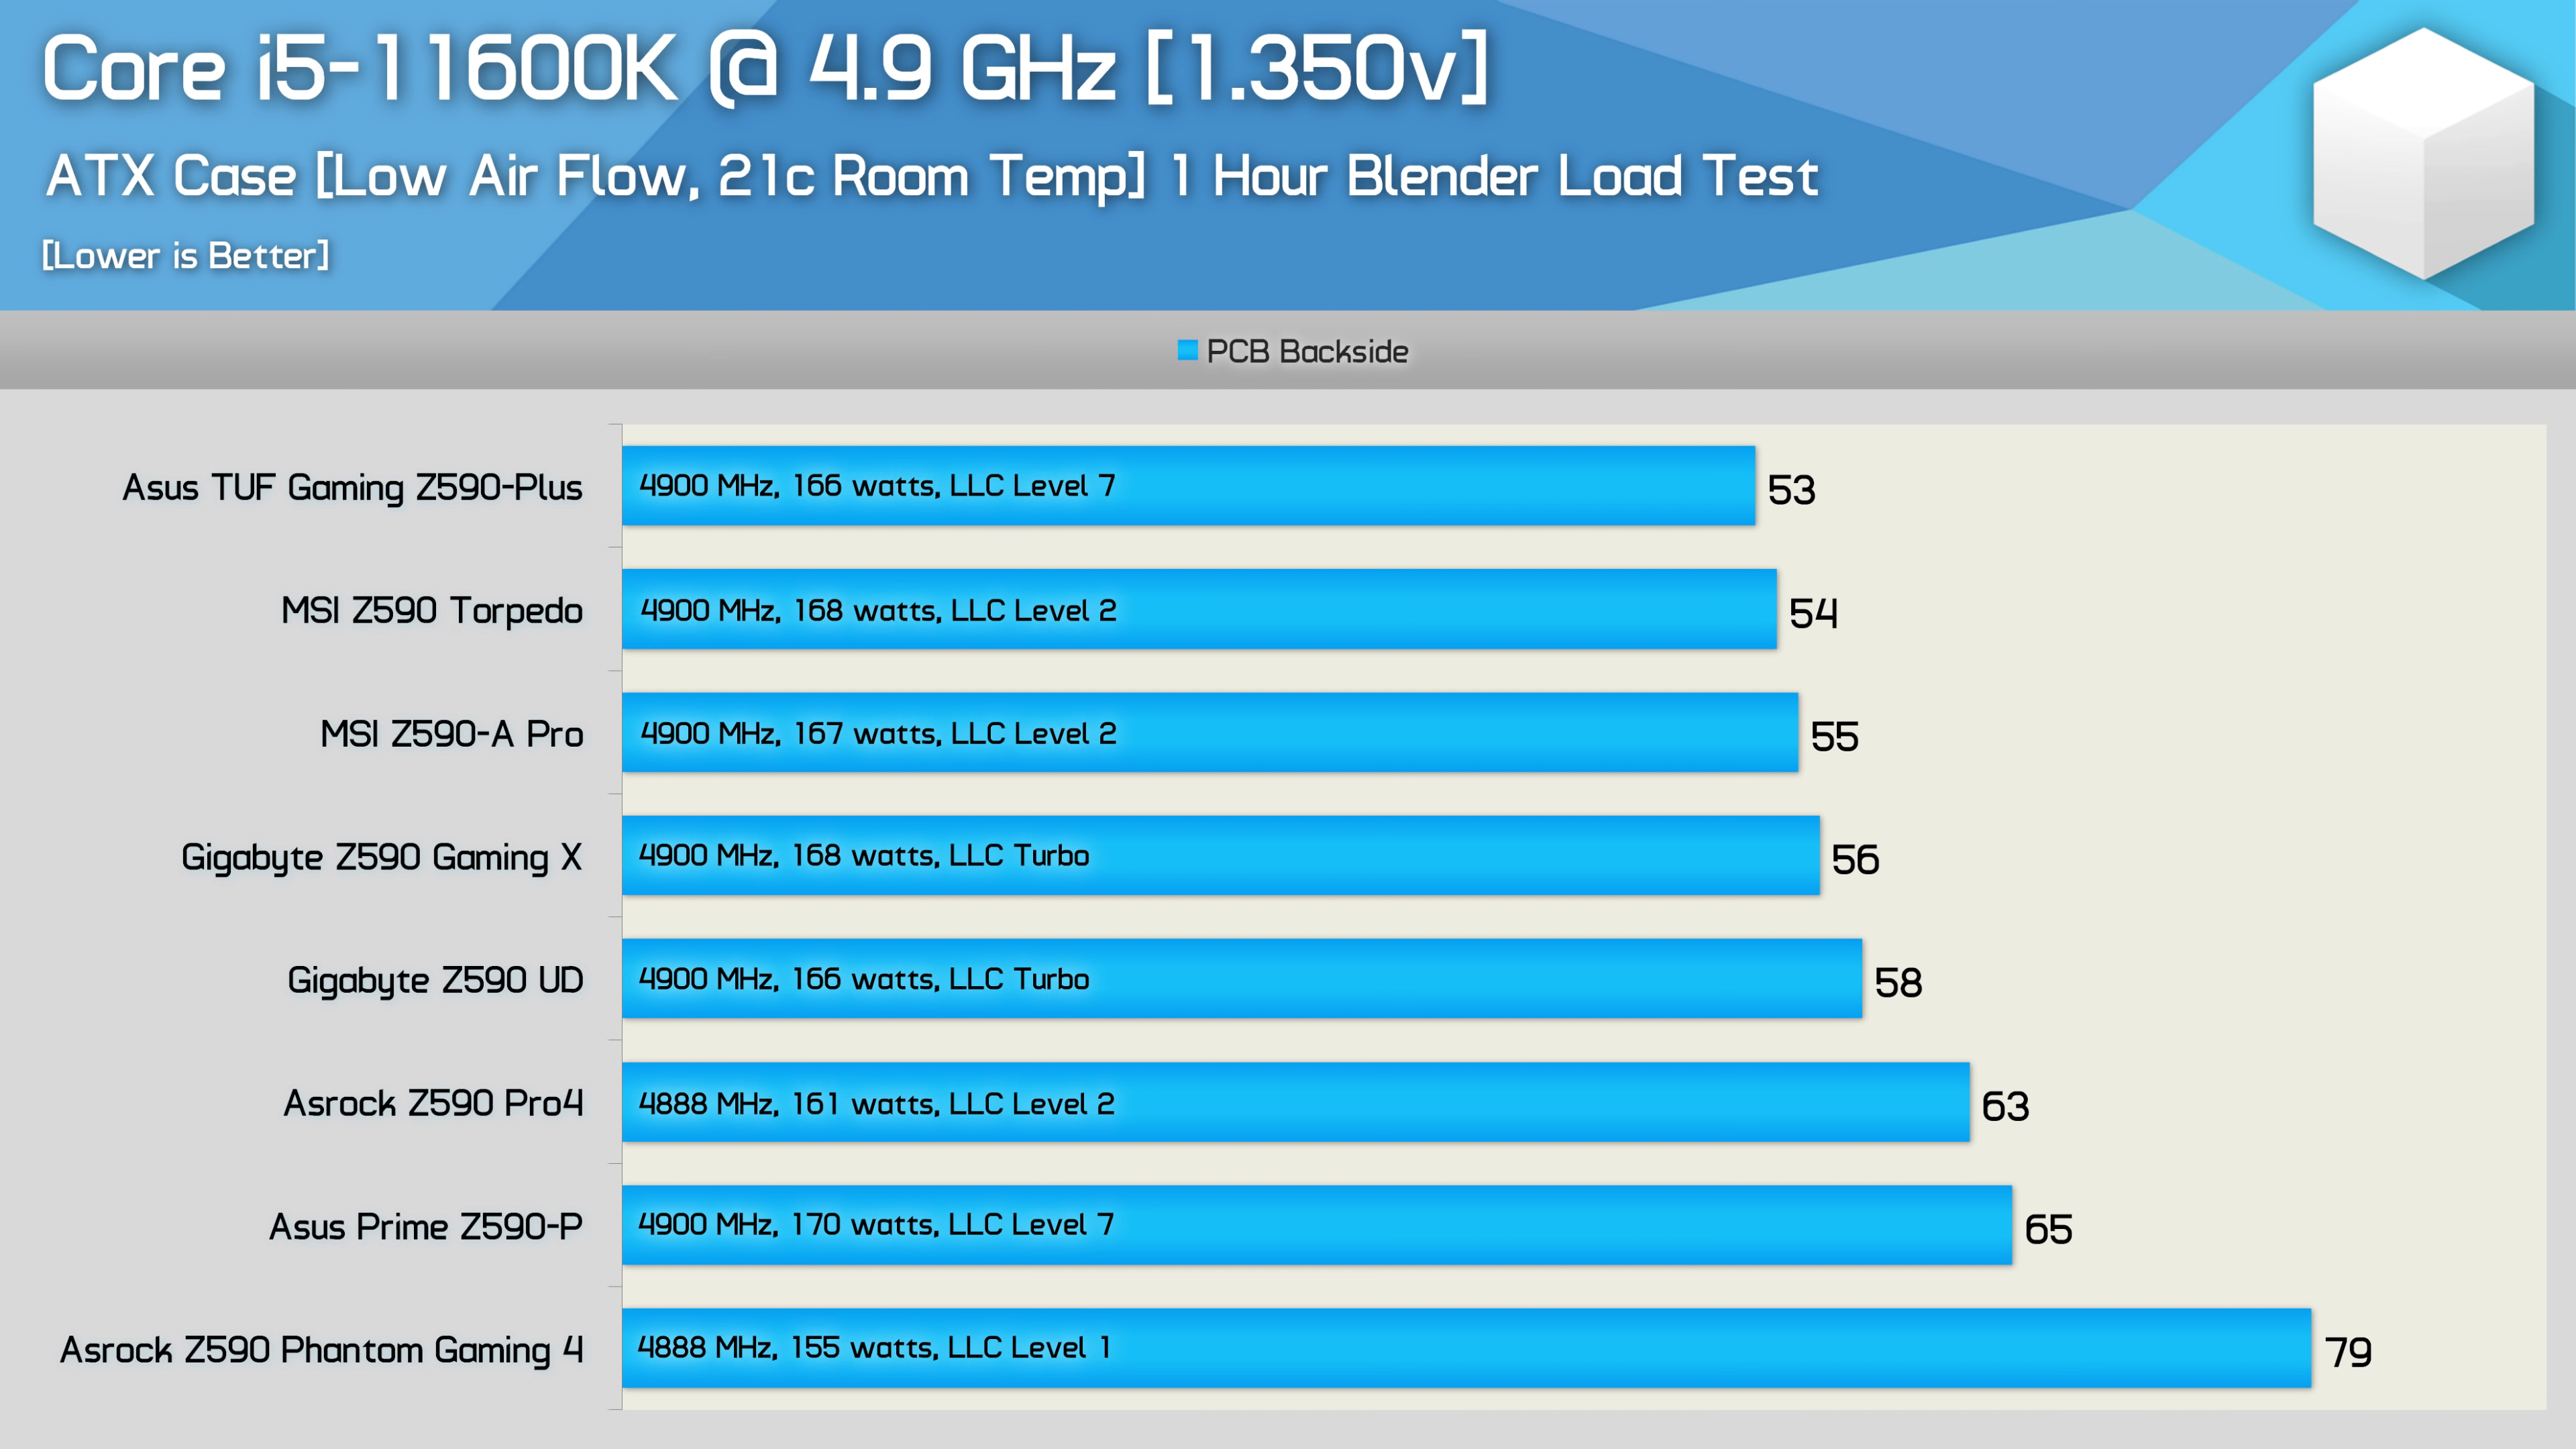 Core i5-11600K @ 4.9 GHz [1.350v]
ATX Case [Low Air Flow, 21c Room Temp] 1 Hour Blender Load Test
[Lower is Better]
PCB Backside
Asus TUF Gaming Z590-Plus 4900 MHz, 166 watts, LLC Level 7 53
MSI Z590 Torpedo 4900 MHz, 168 watts, LLC Level 2 54
MSI Z590-A Pro 4900 MHz, 167 watts, LLC Level 2 55
Gigabyte Z590 Gaming X 4900 MHz, 168 watts, LLC Turbo 56
Gigabyte Z590 UD 4900 MHz, 166 watts, LLC Turbo 58
Asrock Z590 Pro4 4888 MHz, 161 watts, LLC Level 2 63
Asus Prime Z590-P 4900 MHz, 170 watts, LLC Level 7 65
Asrock Z590 Phantom Gaming 4 4888 MHz, 155 watts, LLC Level 1 79